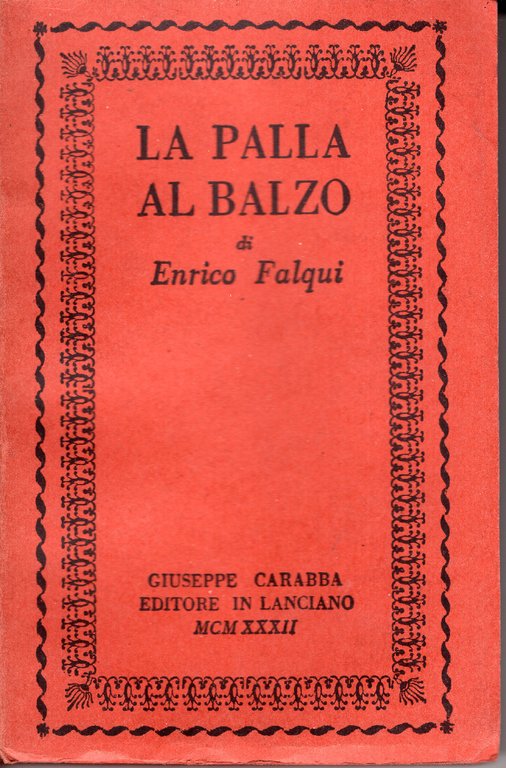 LA PALLA
AL BALZO
di
Enrico Falqui
GIUSEPPE CARABBA
EDITORE IN LANCIANO
MCMXXXII